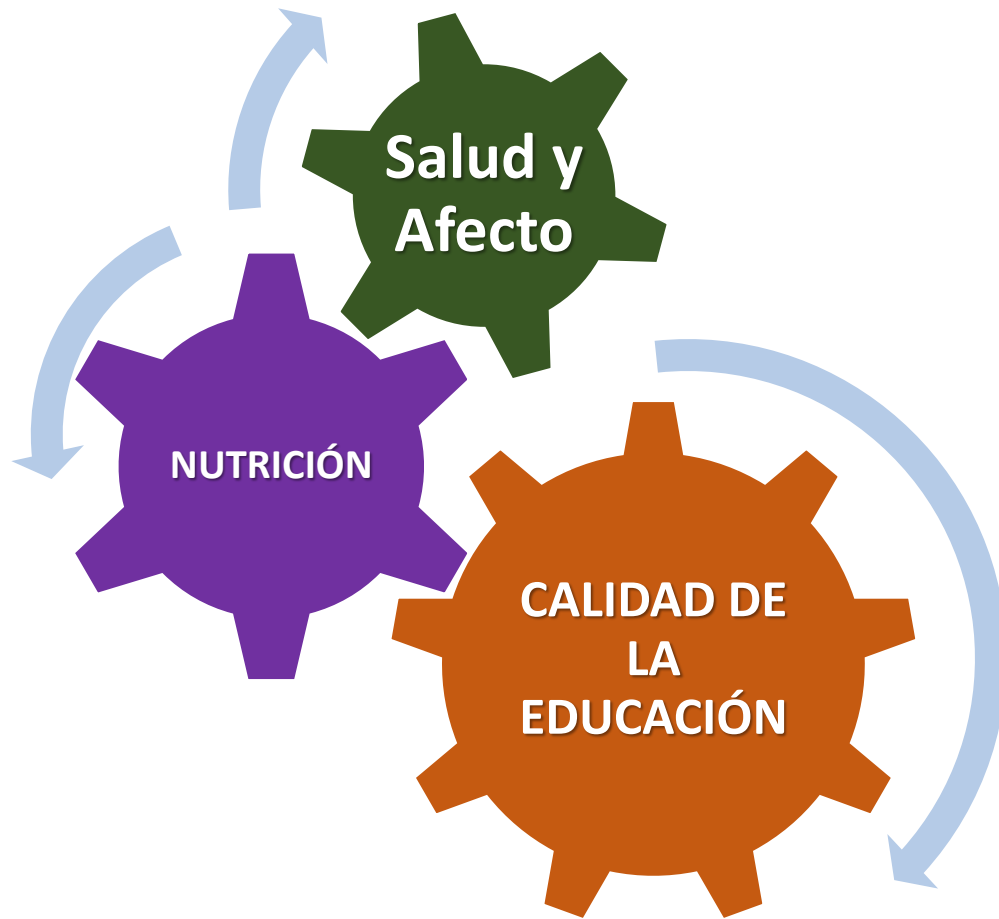 Salud y
Afecto
NUTRICIÓN
CALIDAD DE
LA
EDUCACIÓN